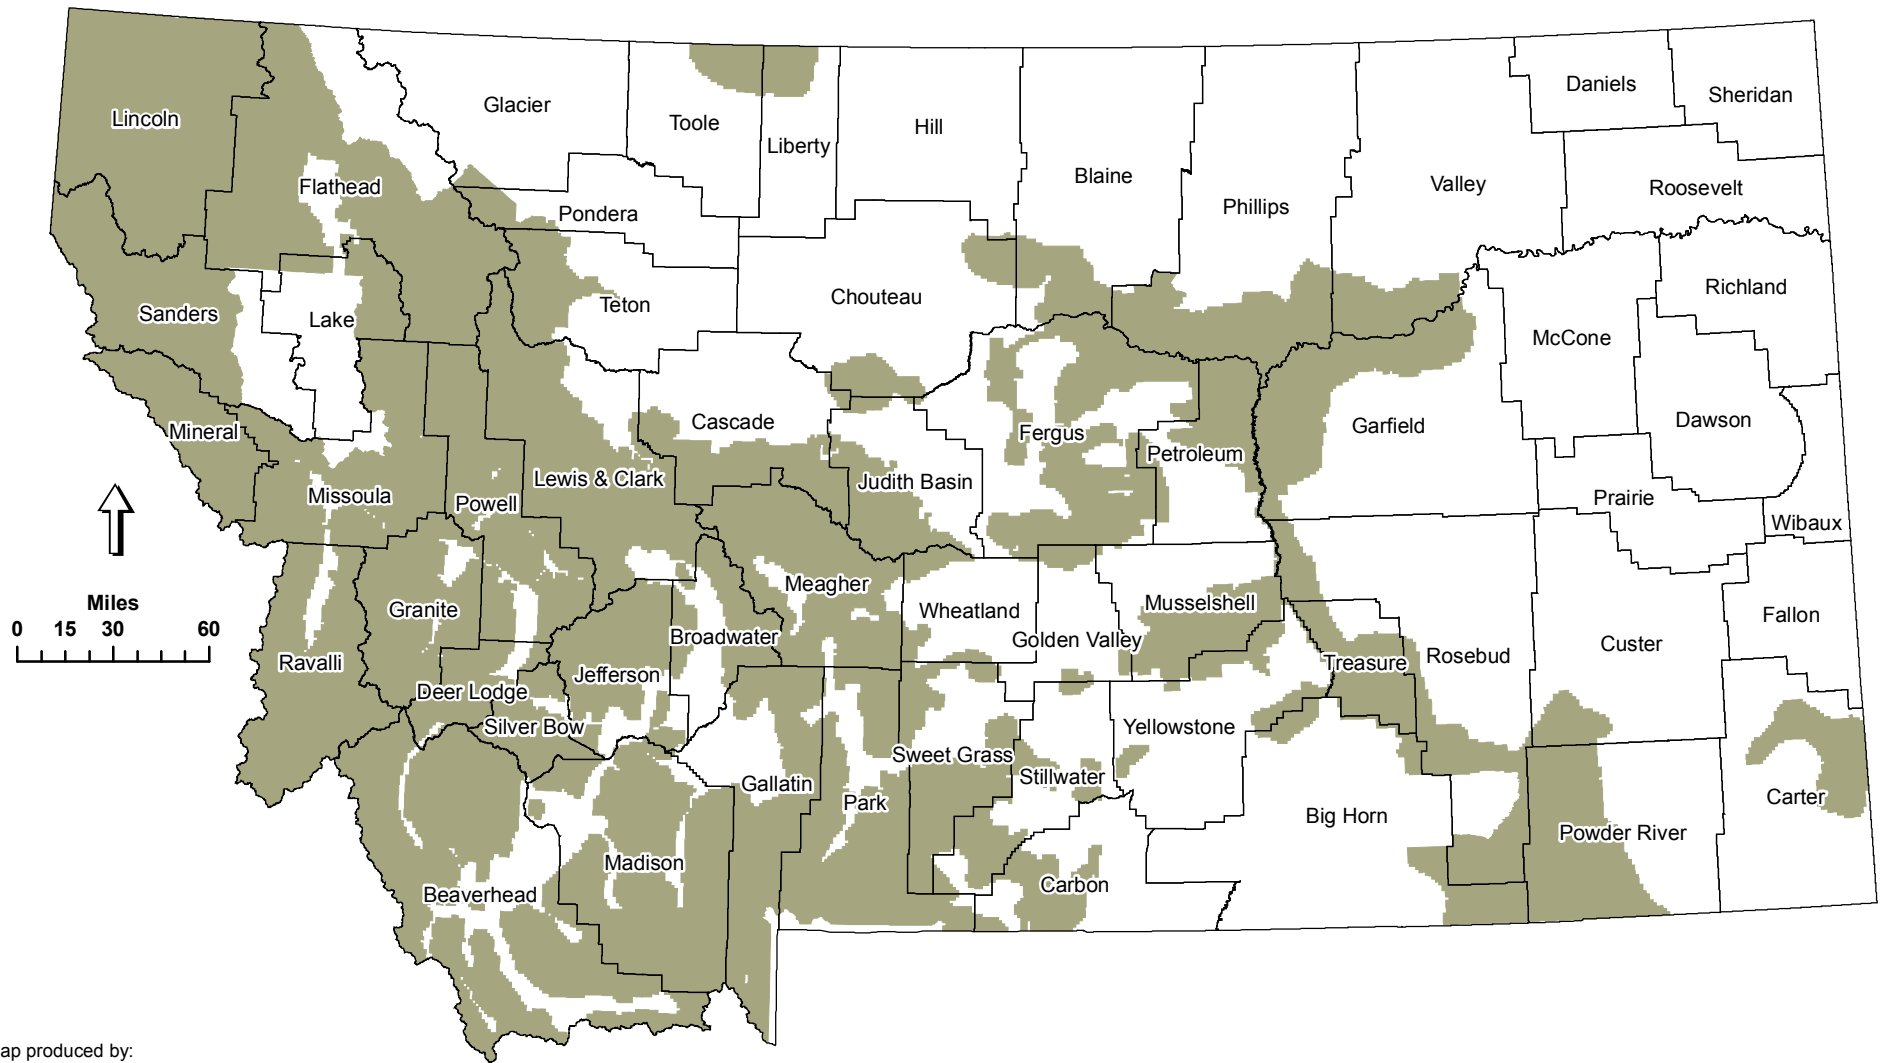 Lincoln
Flathead
Glacier
Toole
Liberty
Hill
Blaine
Phillips
Valley
Daniels
Sheridan
Roosevelt
Pondera
Teton
Chouteau
Sanders
Lake
McCone
Richland
Mineral
Missoula
Powell
Lewis & Clark
Cascade
Judith Basin
Fergus
Petroleum
Garfield
Dawson
Prairie
Wibaux
Miles
0 15 30 60
Ravalli
Granite
Deer Lodge
Silver Bow
Jefferson
Broadwater
Meagher
Wheatland
Golden Valley
Musselshell
Treasure
Rosebud
Custer
Fallon
Beaverhead
Madison
Gallatin
Park
Sweet Grass
Stillwater
Yellowstone
Carbon
Big Horn
Powder River
Carter
ap produced by: